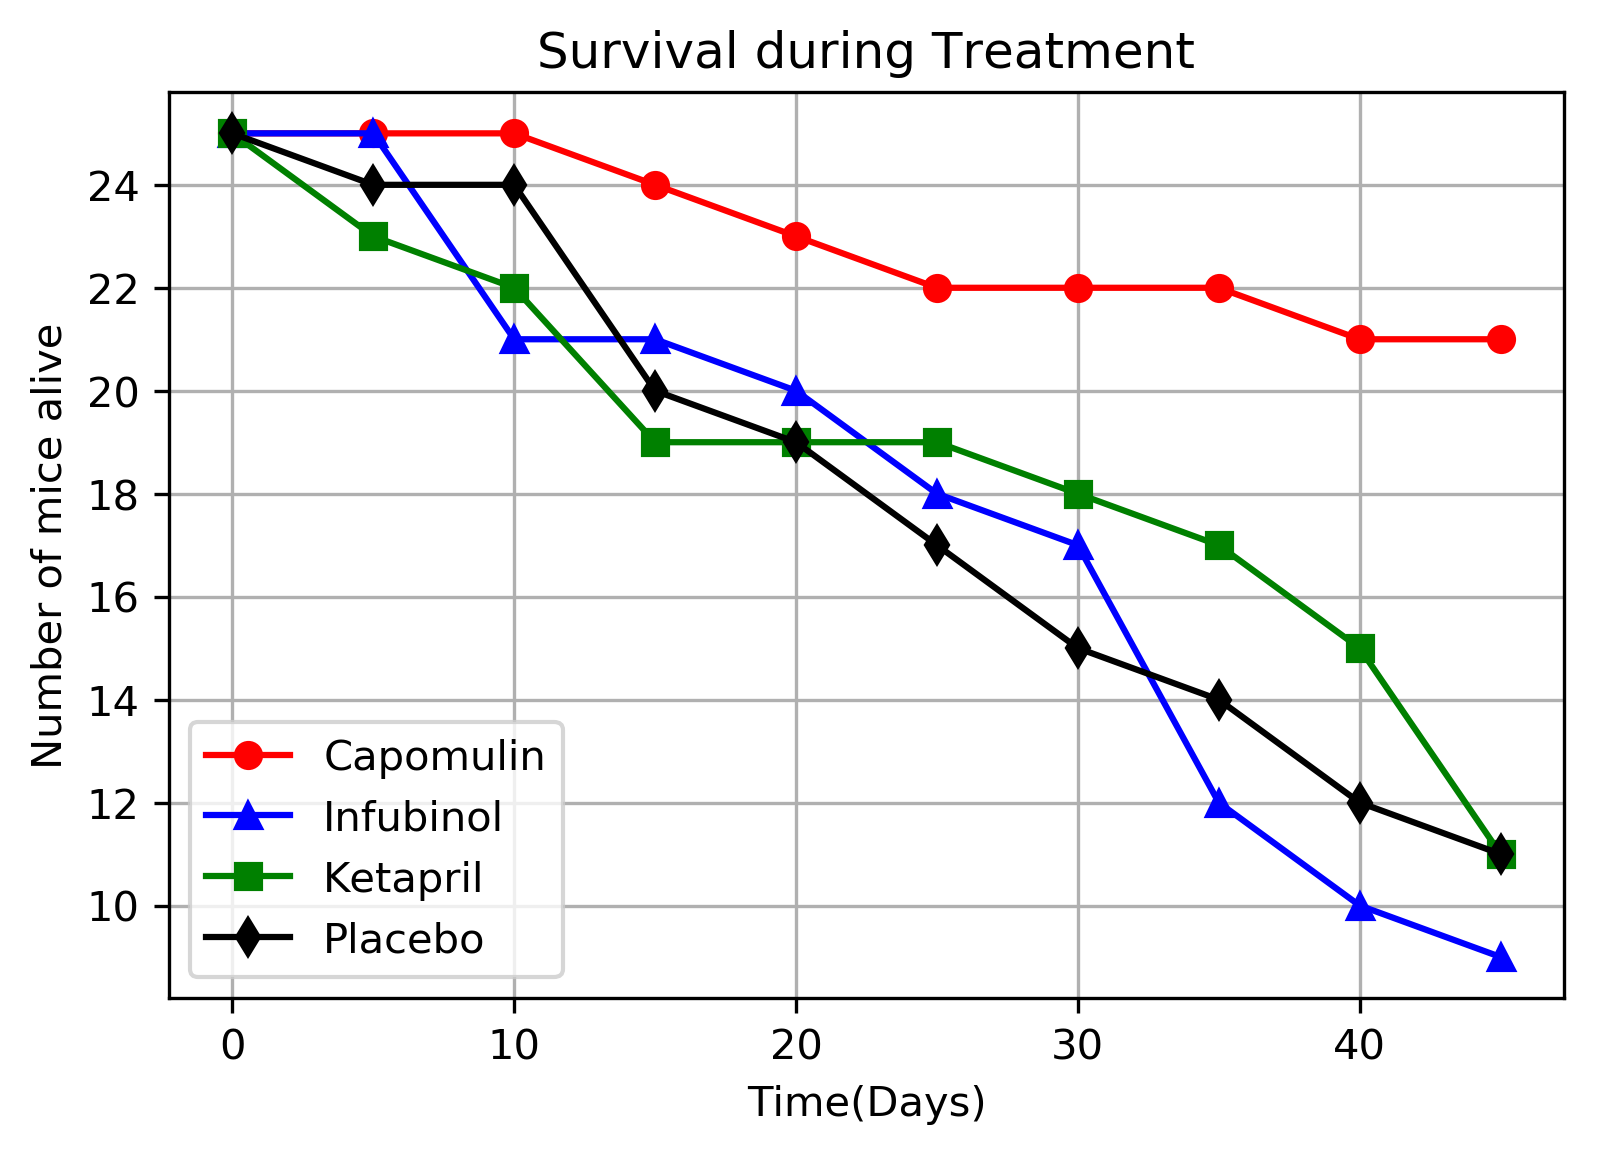 Survival during Treatment
Number of mice alive
24
22
20
18
16
14
12
10
Capomulin
Infubinol
Ketapril
Placebo
0 10 20 30 40
Time(Days)